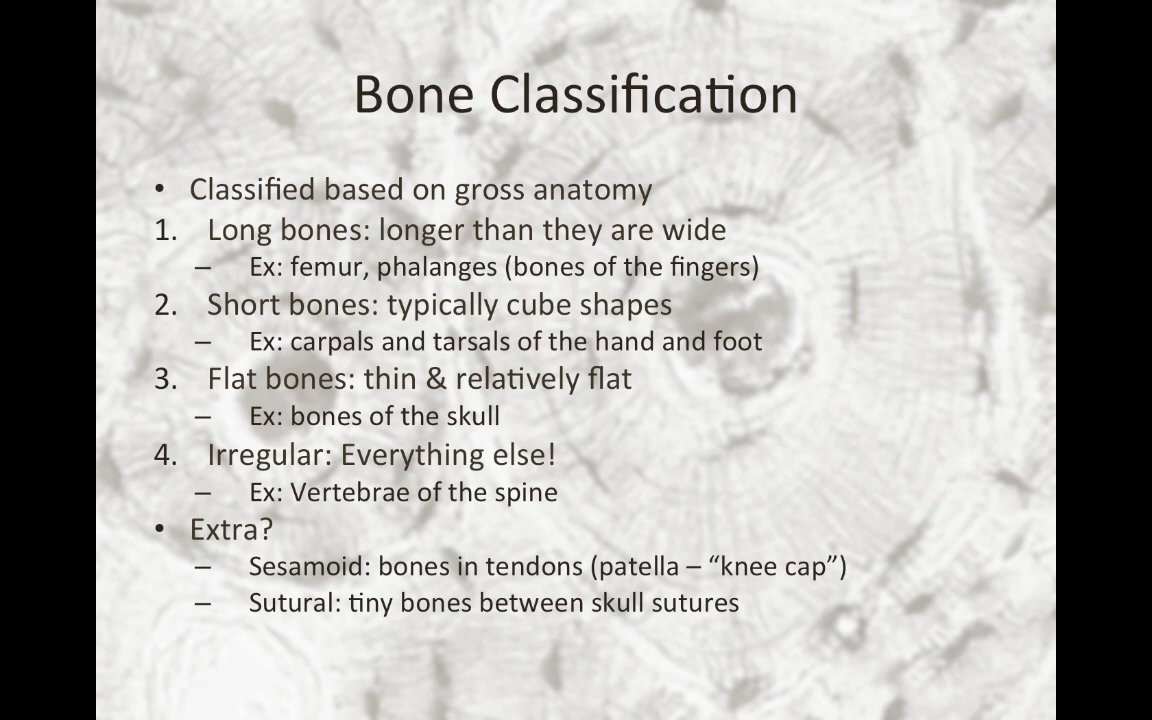 Bone Classification
• Classified based on gross anatomy
1. Long bones: longer than they are wide
– Ex: femur, phalanges (bones of the fingers)
2. Short bones: typically cube shapes
– Ex: carpals and tarsals of the hand and foot
3. Flat bones: thin & relatively flat
– Ex: bones of the skull
4. Irregular: Everything else!
– Ex: Vertebrae of the spine
• Extra?
– Sesamoid: bones in tendons (patella – “knee cap”)
– Sutural: tiny bones between skull sutures